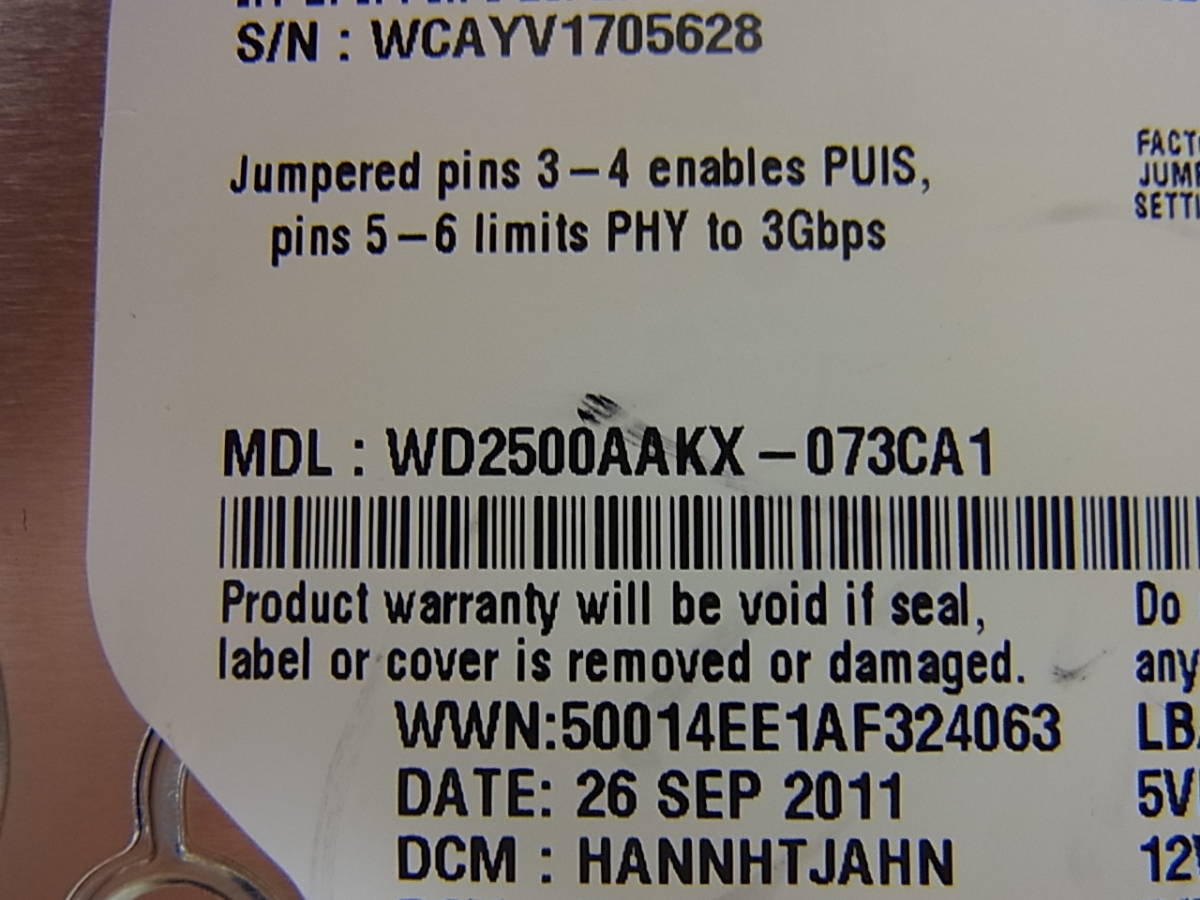 S/N : WCAYV1705628
Jumpered pins 3-4 enables PUIS,
pins 5-6 limits PHY to 3Gbps
MDL : WD2500AAKX-073CA1
Product warranty will be void if seal,
label or cover is removed or damaged.
WWN:50014EE1AF324063
DATE: 26 SEP 2011
DCM : HANNHTJAHN
Do
any